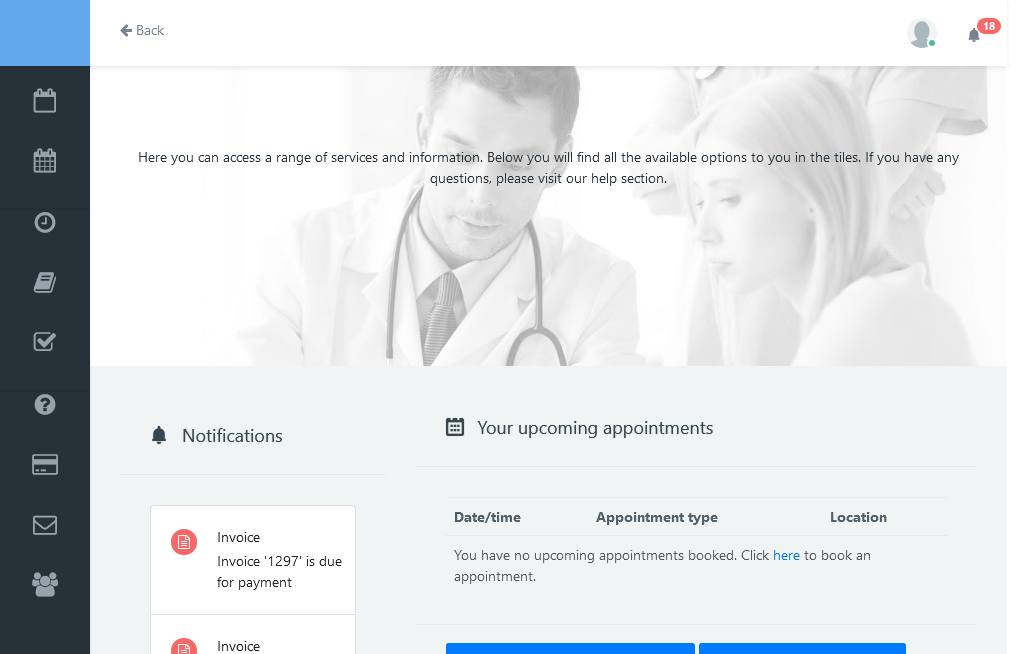 Back
18
Here you can access a range of services and information. Below you will find all the available options to you in the tiles. If you have any
questions, please visit our help section.
Notifications
Your upcoming appointments
Date/time Appointment type Location
You have no upcoming appointments booked. Click here to book an
appointment.
Invoice
Invoice '1297' is due
for payment
Invoice